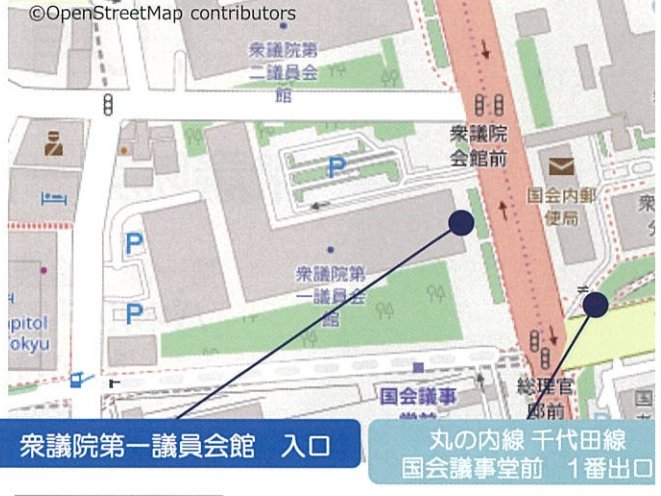 ©OpenStreetMap contributors
衆議院第
二議員会
館
衆議院
会館前
P
国会内郵
便局
衆
P
衆議院第
一議員会
館
P
pitol
okyu
国会議事
堂前
総理官
邸前
衆議院第一議員会館 入口
丸の内線 千代田線
国会議事堂前 1番出口